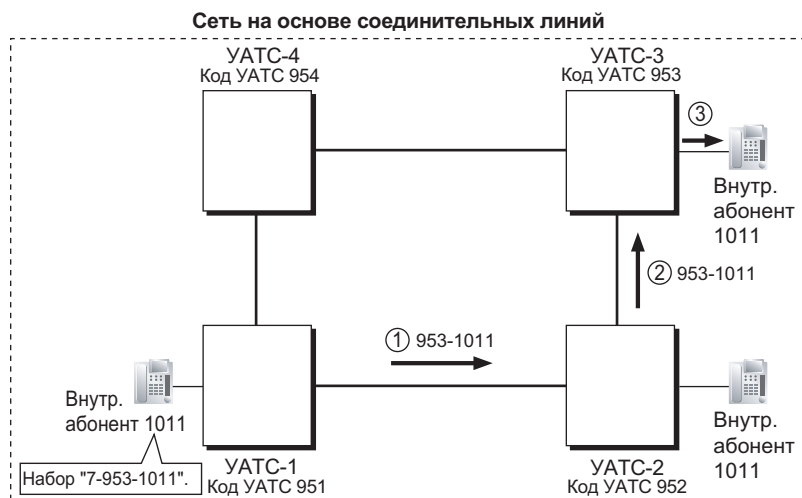 Сеть на основе соединительных линий
УАТС-4
Код УАТС 954
УАТС-3
Код УАТС 953
③
Внутр.
абонент
1011
② 953-1011
① 953-1011
Внутр.
абонент 1011
Набор "7-953-1011".
УАТС-1
Код УАТС 951
УАТС-2
Код УАТС 952
Внутр.
абонент
1011